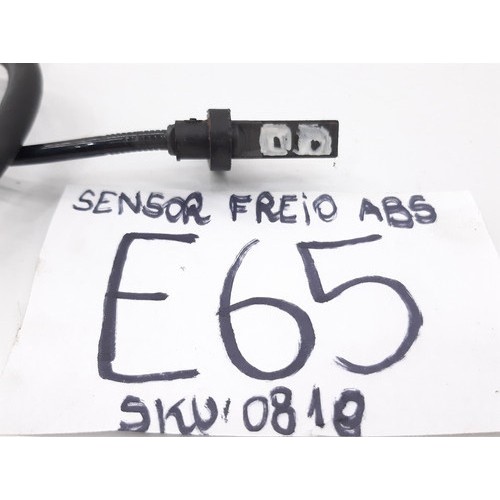 SENSOR FREIO ABS
E65
SKU 0819